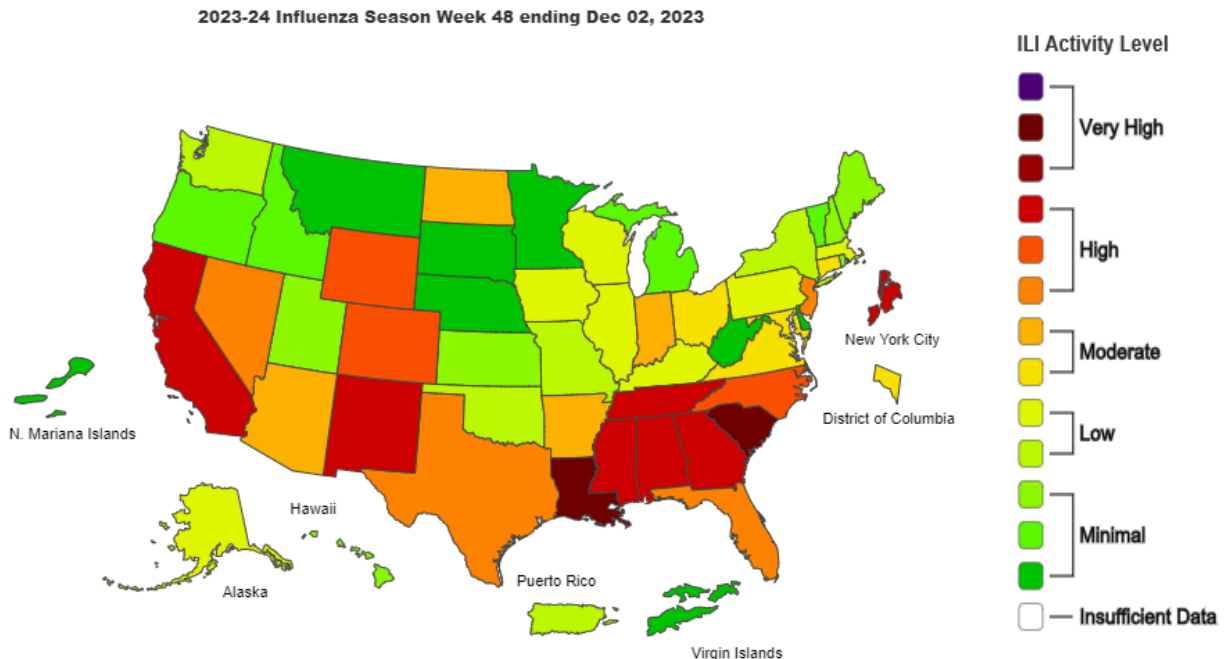 2023-24 Influenza Season Week 48 ending Dec 02, 2023
ILI Activity Level
Very High
High
Moderate
Low
Minimal
Insufficient Data
New York City
District of Columbia
N. Mariana Islands
Hawaii
Alaska
Puerto Rico
Virgin Islands